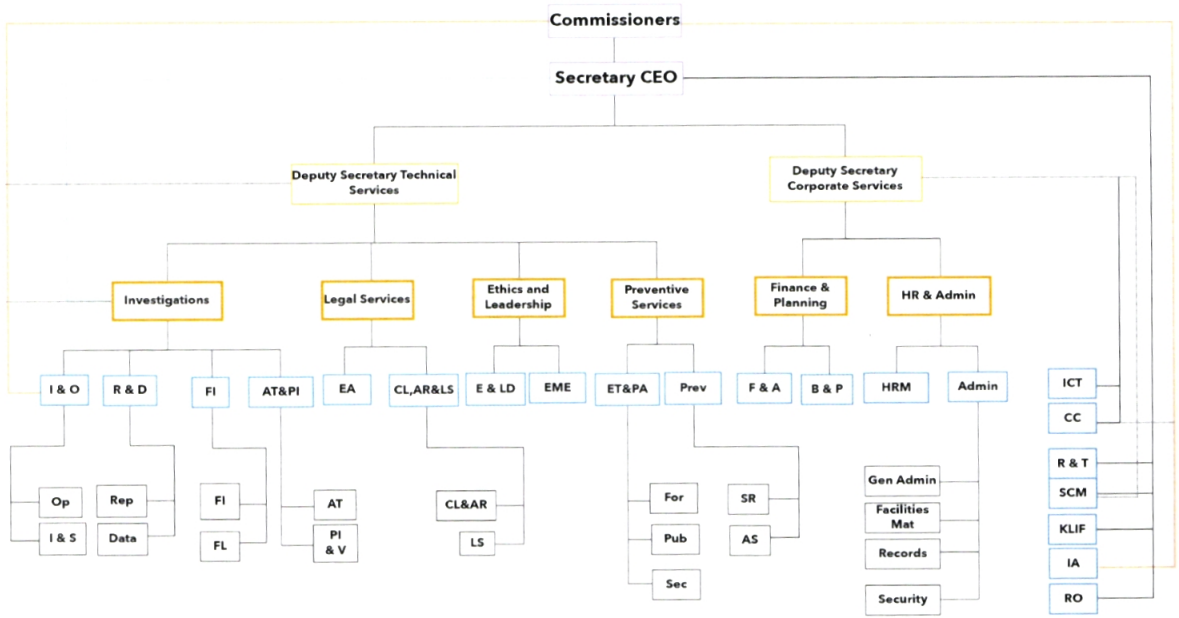 Commissioners
Secretary CEO
Deputy Secretary Technical
Services
Deputy Secretary
Corporate Services
Investigations
Legal Services
Ethics and
Leadership
Preventive
Services
Finance &
Planning
HR & Admin
I & O
R & D
FI
AT&PI
EA
CL,AR&LS
E & LD
EME
ET&PA
Prev
F & A
B & P
HRM
Admin
ICT
CC
R & T
SCM
KLIF
IA
RO
Op
I & S
Rep
Data
FI
FL
AT
PI
& V
CL&AR
LS
For
Pub
Sec
SR
AS
Gen Admin
Facilities
Mat
Records
Security